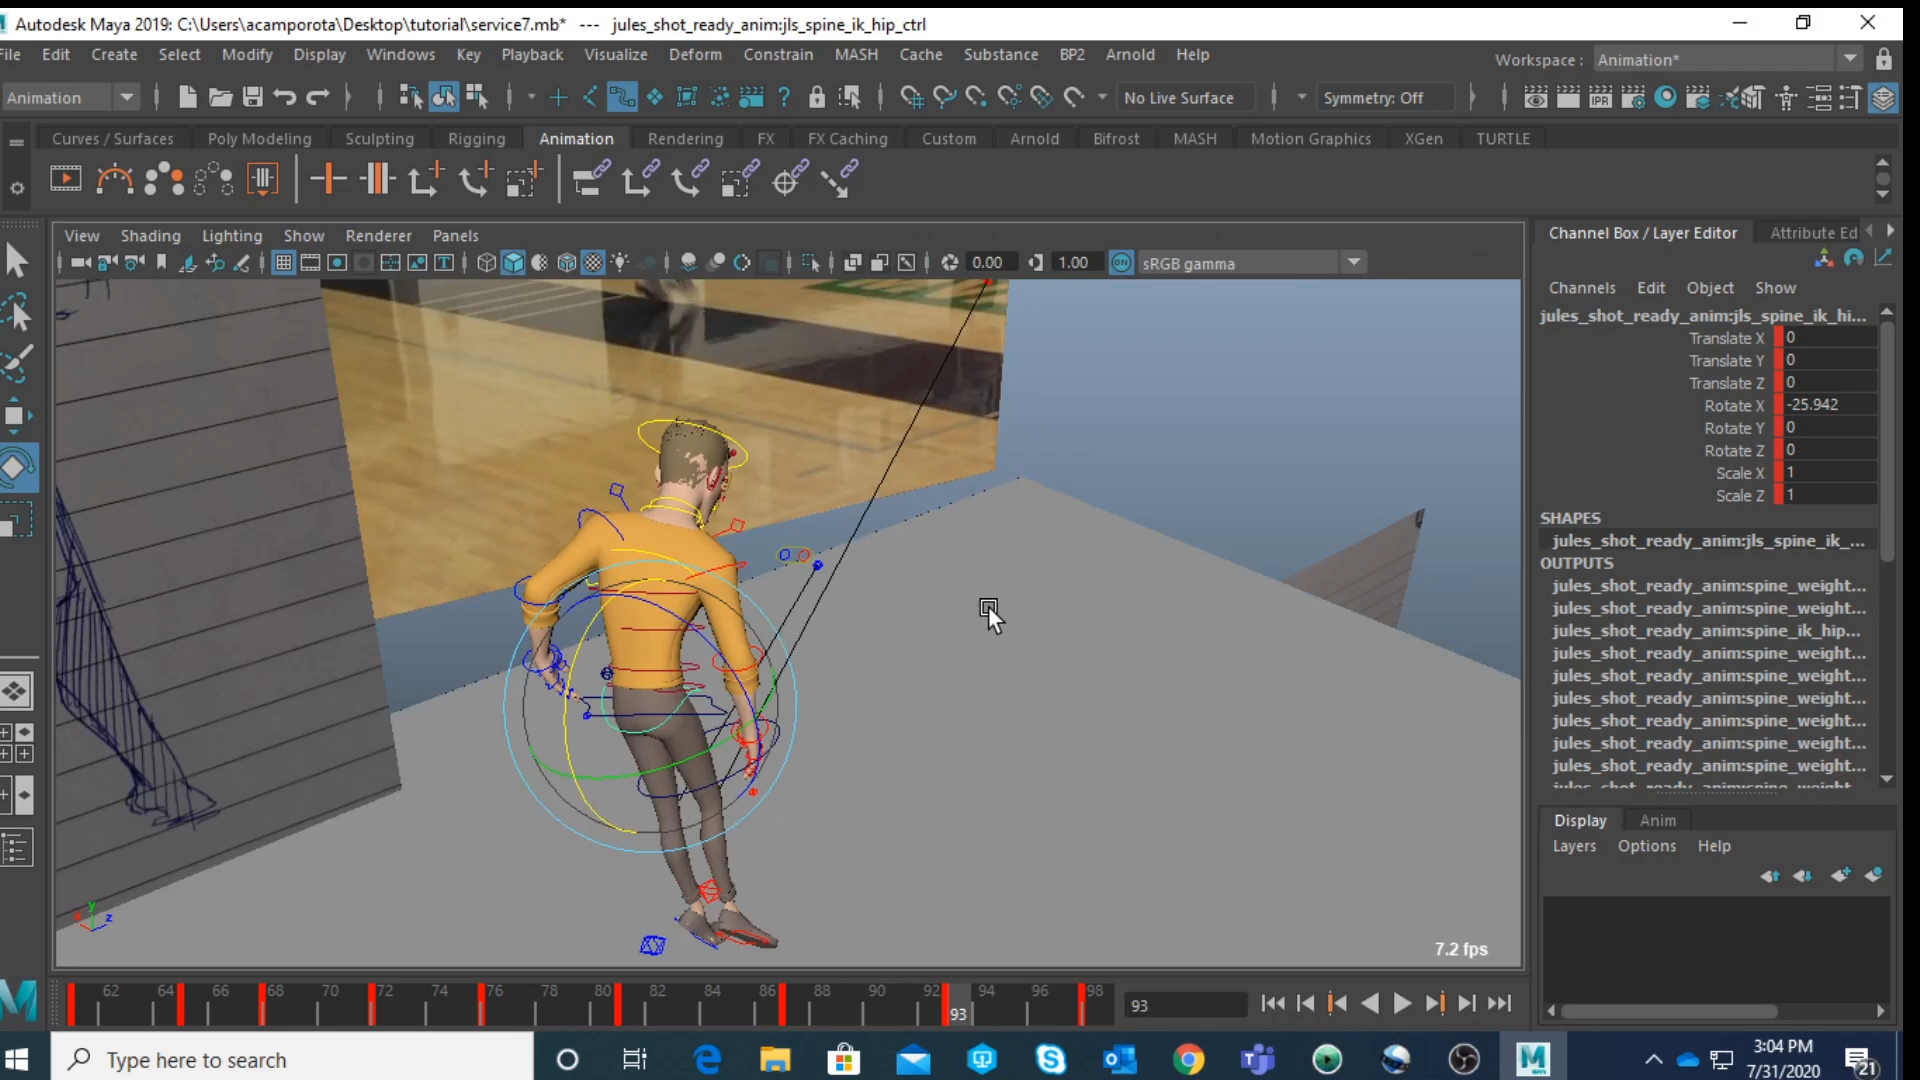 Autodesk Maya 2019: C:\Users\acamporota\Desktop\tutorial\service7.mb* --- jules_shot_ready_anim:jls_spine_ik_hip_ctrl
File Edit Create Select Modify Display Windows Key Playback Visualize Deform Constrain MASH Cache Substance BP2 Arnold Help Workspace : Animation*
Animation No Live Surface Symmetry: Off IPR
Curves / Surfaces Poly Modeling Sculpting Rigging Animation Rendering FX FX Caching Custom Arnold Bifrost MASH Motion Graphics XGen TURTLE
View Shading Lighting Show Renderer Panels
0.00 1.00 ON sRGB gamma
Channel Box / Layer Editor Attribute Ed
Channels Edit Object Show
jules_shot_ready_anim:jls_spine_ik_hi...
Translate X 0
Translate Y 0
Translate Z 0
Rotate X -25.942
Rotate Y 0
Rotate Z 0
Scale X 1
Scale Z 1
SHAPES
jules_shot_ready_anim:jls_spine_ik_...
OUTPUTS
jules_shot_ready_anim:spine_weight...
jules_shot_ready_anim:spine_weight...
jules_shot_ready_anim:spine_ik_hip...
jules_shot_ready_anim:spine_weight...
jules_shot_ready_anim:spine_weight...
jules_shot_ready_anim:spine_weight...
jules_shot_ready_anim:spine_weight...
jules_shot_ready_anim:spine_weight...
jules_shot_ready_anim:spine_weight...
jules_shot_ready_anim:spine_weight...
Display Anim
Layers Options Help
y
x z
7.2 fps
62 64 66 68 70 72 74 76 78 80 82 84 86 88 90 92 94 96 98
93
93
Type here to search
3:04 PM
7/31/2020
21